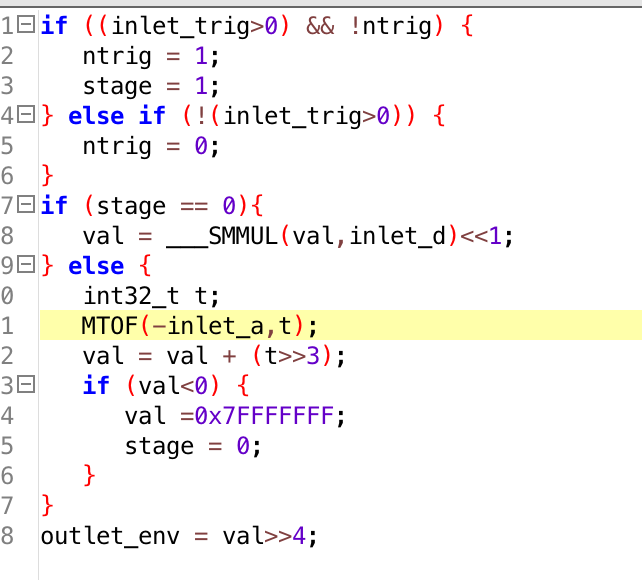 1 if ((inlet_trig>0) && !ntrig) {
2    ntrig = 1;
3    stage = 1;
4 } else if (!(inlet_trig>0)) {
5    ntrig = 0;
6 }
7 if (stage == 0){
8    val = ___SMMUL(val,inlet_d)<<1;
9 } else {
0    int32_t t;
1    MTOF(-inlet_a,t);
2    val = val + (t>>3);
3    if (val<0) {
4       val =0x7FFFFFFF;
5       stage = 0;
6    }
7 }
8 outlet_env = val>>4;